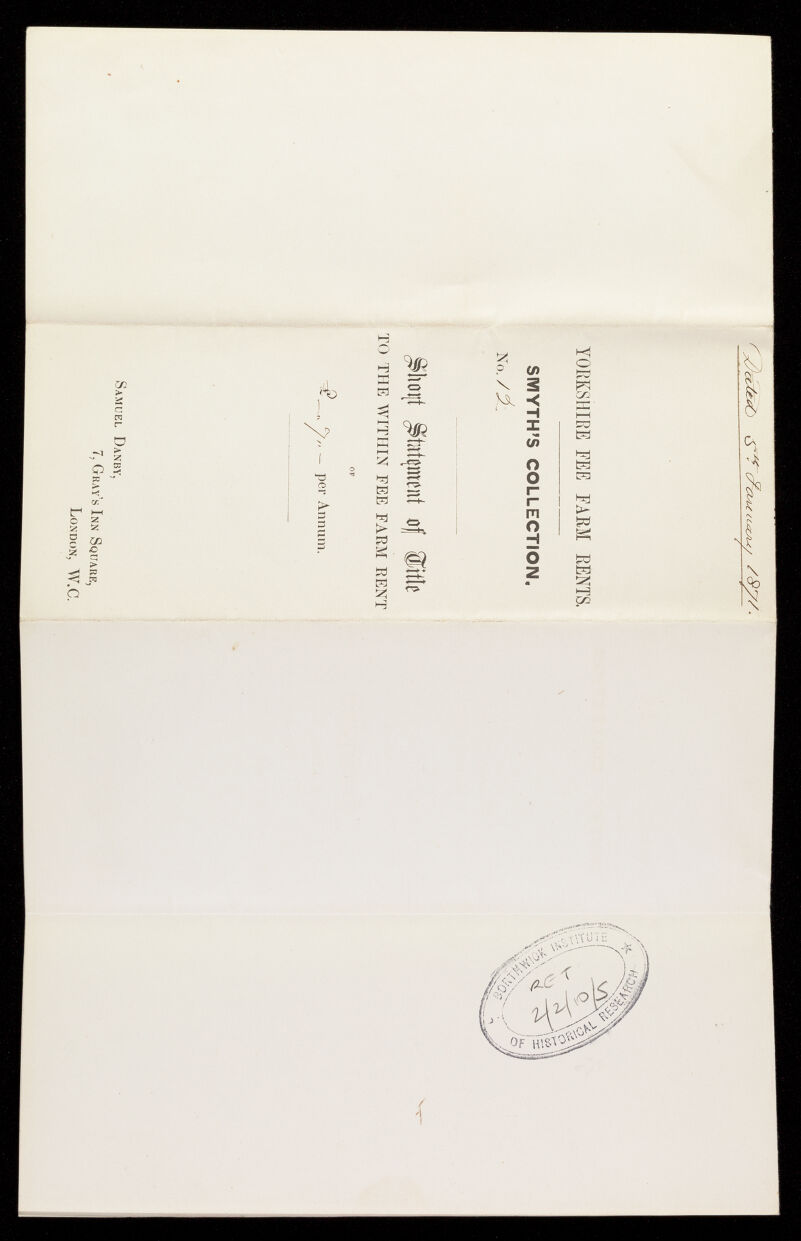 Dated 5th January 1871.
YORKSHIRE FEE FARM RENTS.
SMYTH'S COLLECTION.
No. 12.
Short Statement of Title
TO THE WITHIN FEE FARM RENT
OF
£ — " 7 " — per Annum.
SAMUEL DANBY,
7, GRAY'S INN SQUARE,
LONDON, W.C.
BORTHWICK INSTITUTE
OF HISTORICAL RESEARCH
RET
2/2/10/5